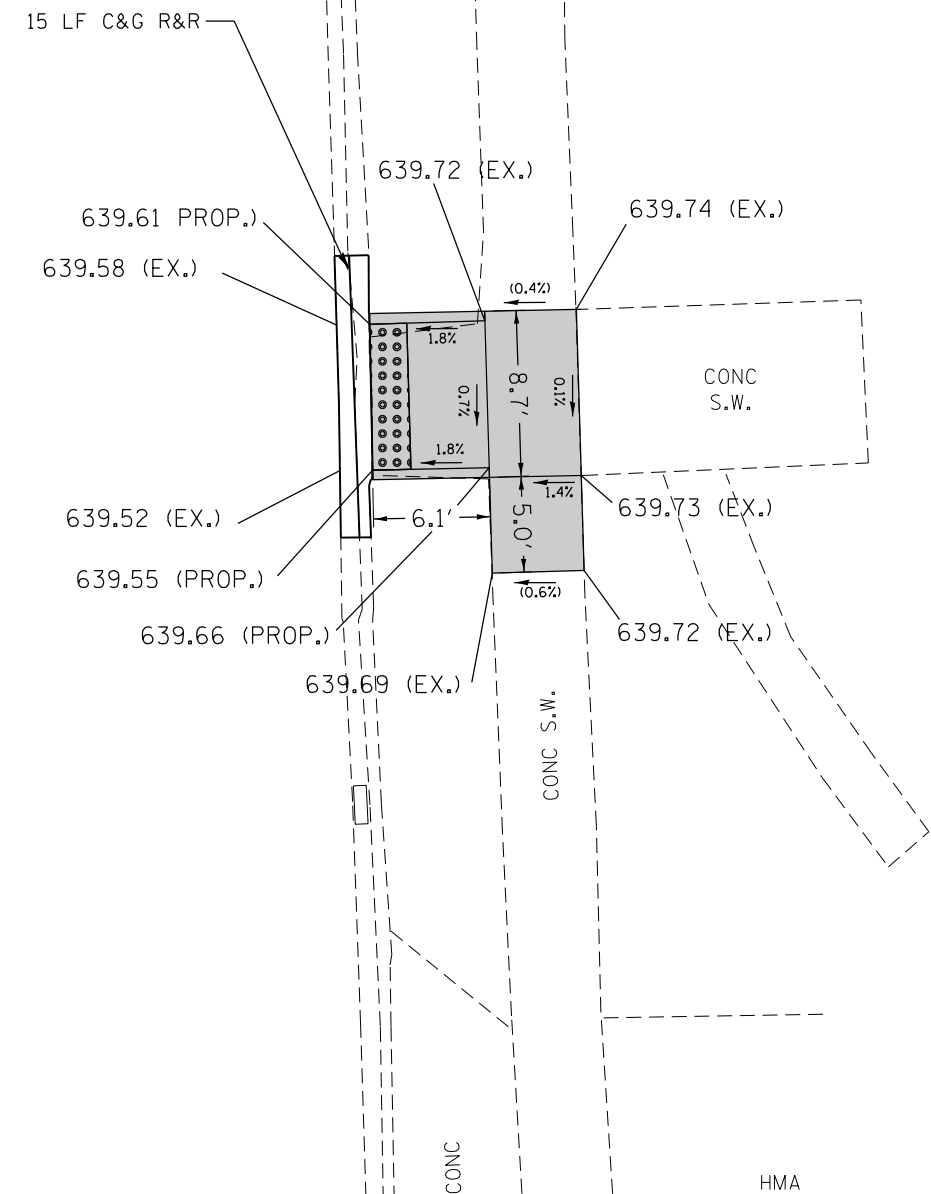 15 LF C&G R&R
639.72 (EX.)
639.61 PROP.)
639.74 (EX.)
639.58 (EX.)
(0.4%)
1.8%
8.7'
0.1%
0.7%
CONC
S.W.
1.8%
1.4%
639.52 (EX.)
6.1'
5.0'
639.73 (EX.)
639.55 (PROP.)
(0.6%)
639.66 (PROP.)
639.72 (EX.)
639.69 (EX.)
CONC S.W.
CONC
HMA